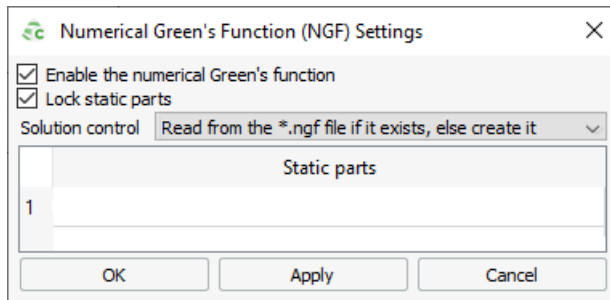 Numerical Green's Function (NGF) Settings
Enable the numerical Green's function
Lock static parts
Solution control Read from the *.ngf file if it exists, else create it
Static parts
1
OK Apply Cancel